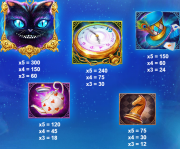 x5 = 300
x4 = 150
x3 = 60
x5 = 240
x4 = 75
x3 = 30
x5 = 150
x4 = 60
x3 = 24
x5 = 120
x4 = 45
x3 = 18
x5 = 75
x4 = 30
x3 = 12